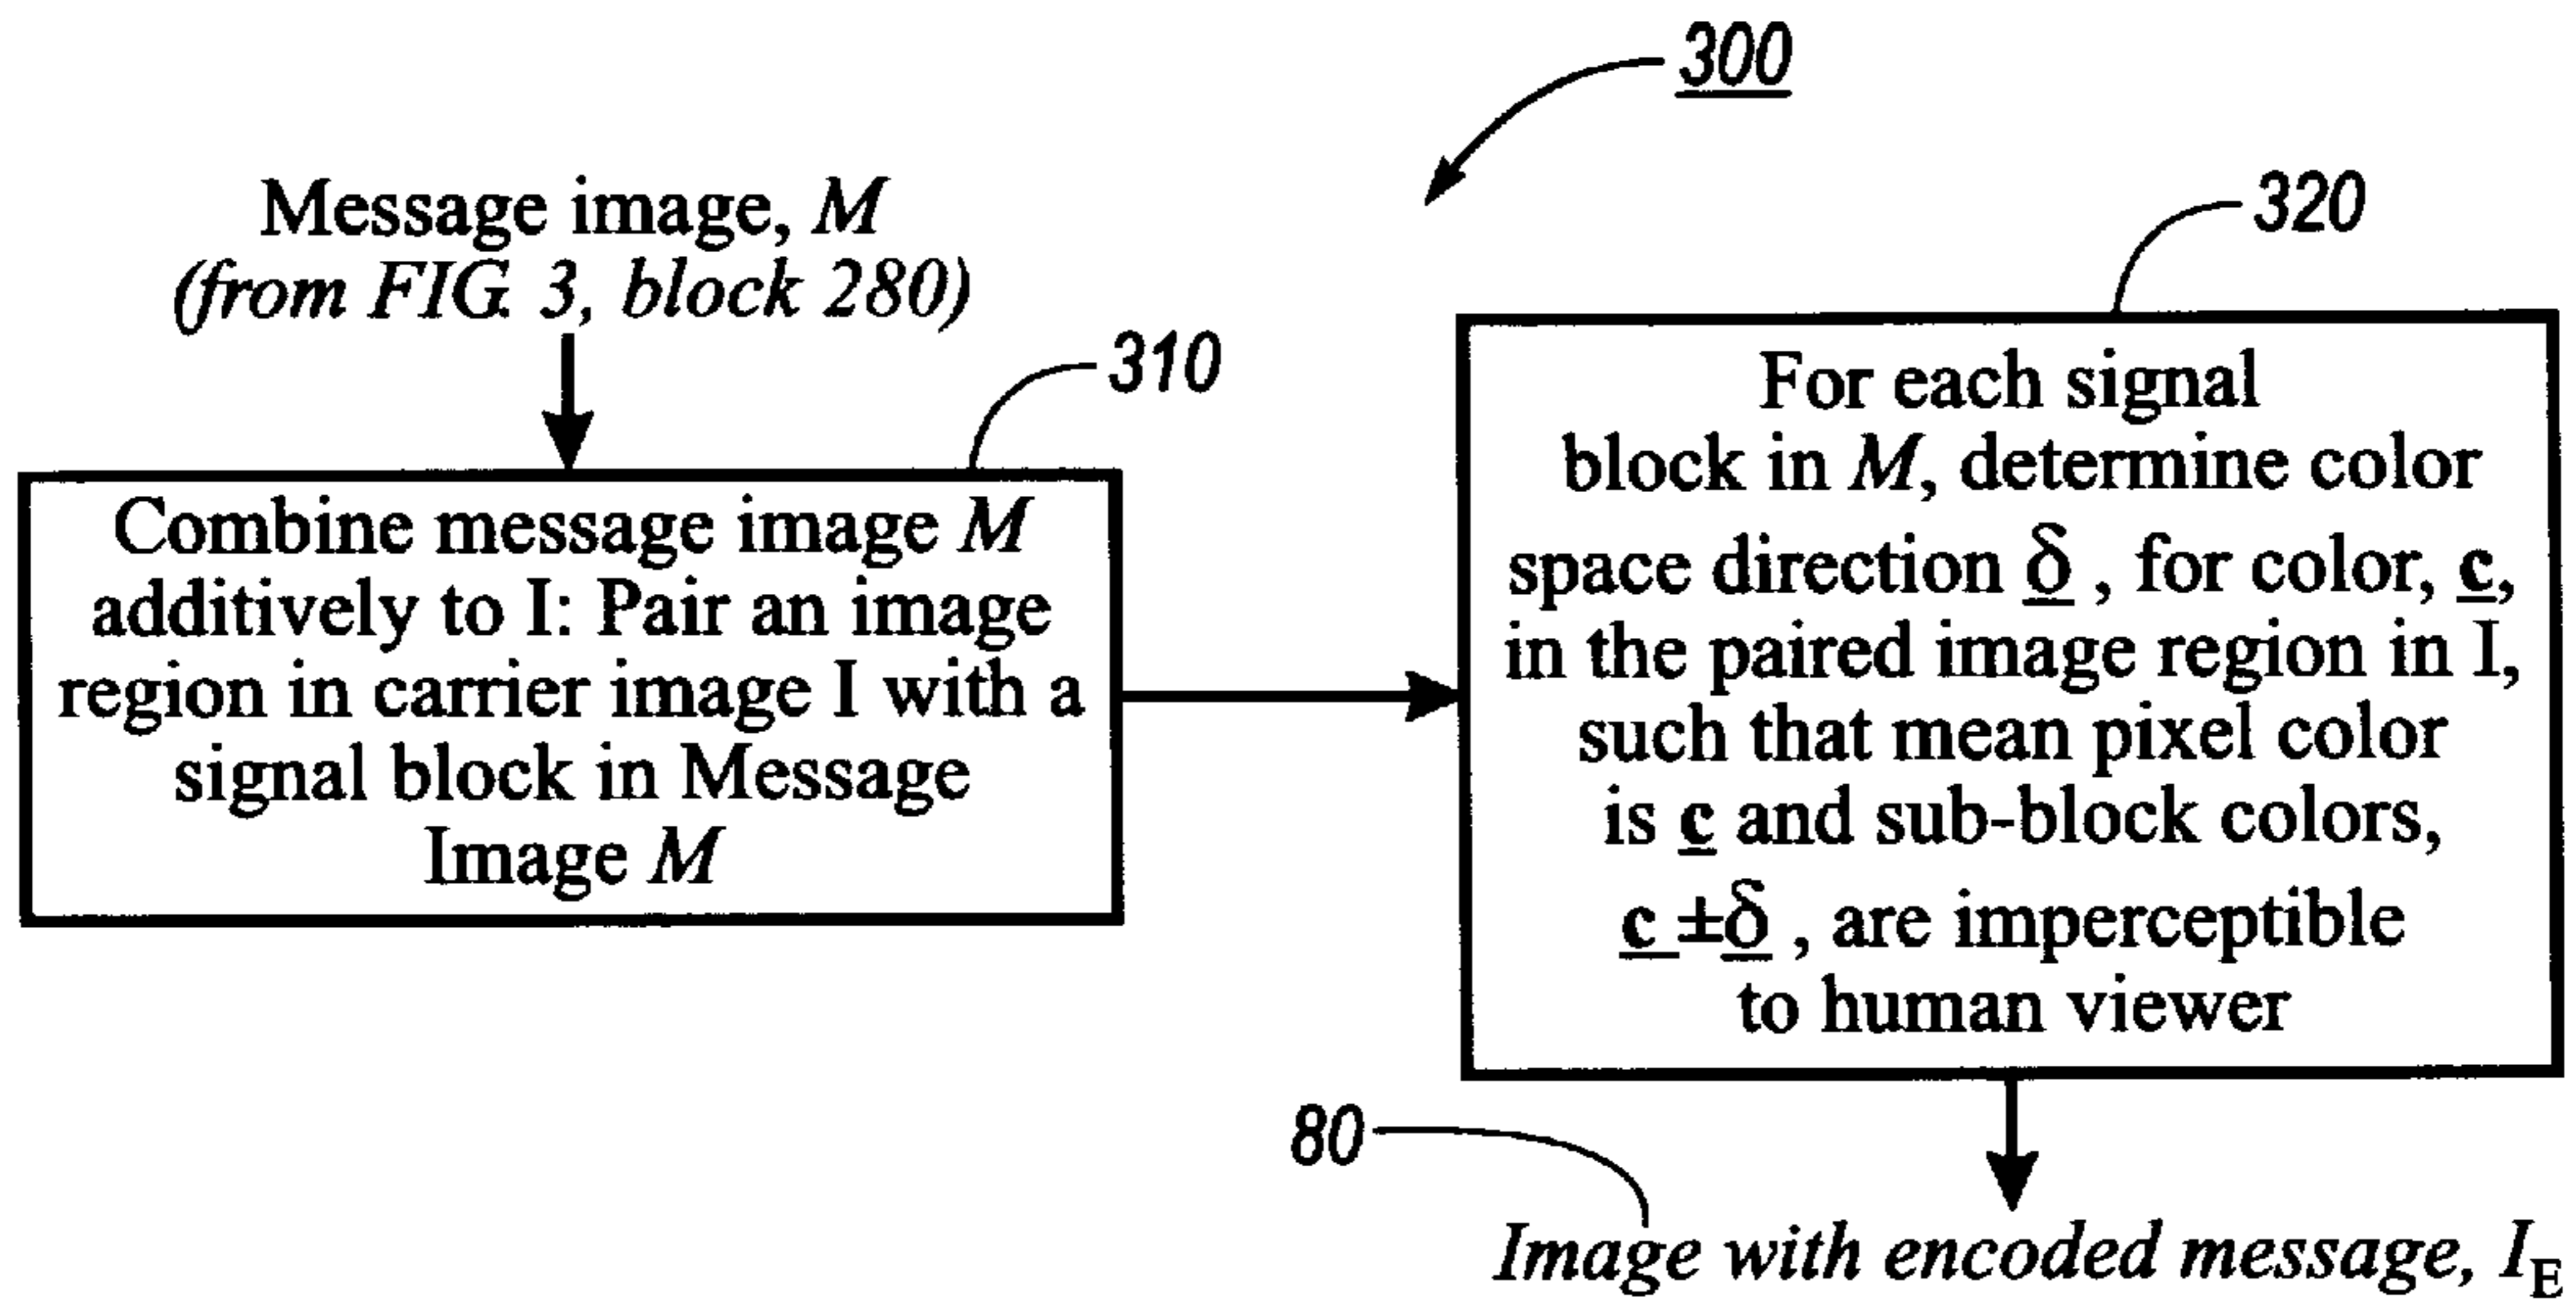 300
Message image, M
(from FIG. 3, block 280)
310
Combine message image M
additively to I: Pair an image
region in carrier image I with a
signal block in Message
Image M
320
For each signal
block in M, determine color
space direction δ , for color, c,
in the paired image region in I,
such that mean pixel color
is c and sub-block colors,
c ±δ , are imperceptible
to human viewer
80
Image with encoded message, IE